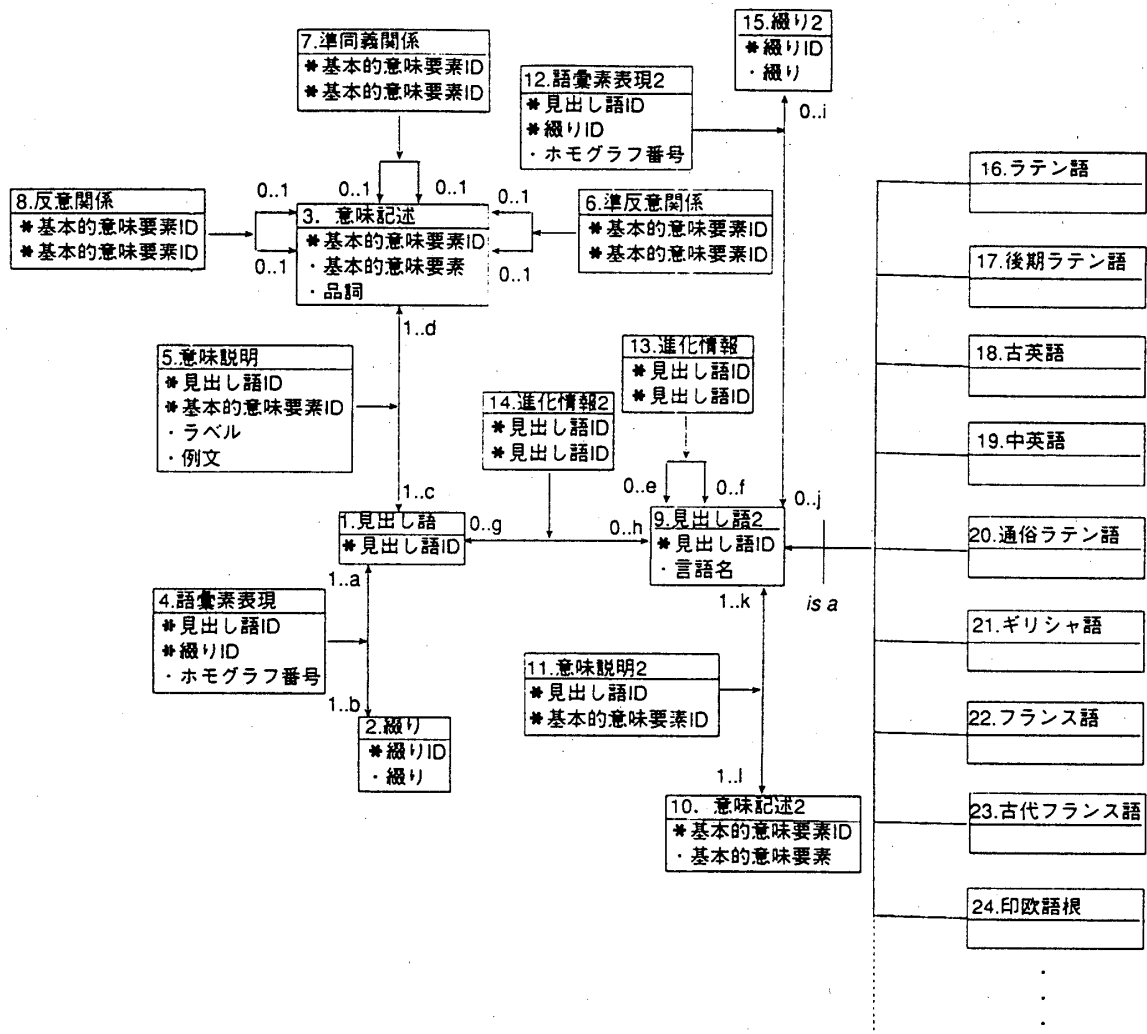 7.準同義関係
*基本的意味要素ID
*基本的意味要素ID
15.綴り2
*綴りID
・綴り
12.語彙素表現2
*見出し語ID
*綴りID
・ホモグラフ番号
0..i
8.反意関係
*基本的意味要素ID
*基本的意味要素ID
0..1
0..1
0..1
0..1
0..1
0..1
3. 意味記述
*基本的意味要素ID
・基本的意味要素
・品詞
6.準反意関係
*基本的意味要素ID
*基本的意味要素ID
1..d
5.意味説明
*見出し語ID
*基本的意味要素ID
・ラベル
・例文
1..c
14.進化情報2
*見出し語ID
*見出し語ID
13.進化情報
*見出し語ID
*見出し語ID
0..e
0..f
0..j
1.見出し語
*見出し語ID
0..g
0..h
9.見出し語2
*見出し語ID
・言語名
is a
1..a
4.語彙素表現
*見出し語ID
*綴りID
・ホモグラフ番号
1..b
2.綴り
*綴りID
・綴り
1..k
11.意味説明2
*見出し語ID
*基本的意味要素ID
1..l
10. 意味記述2
*基本的意味要素ID
・基本的意味要素
16.ラテン語
17.後期ラテン語
18.古英語
19.中英語
20.通俗ラテン語
21.ギリシャ語
22.フランス語
23.古代フランス語
24.印欧語根
・
・
・